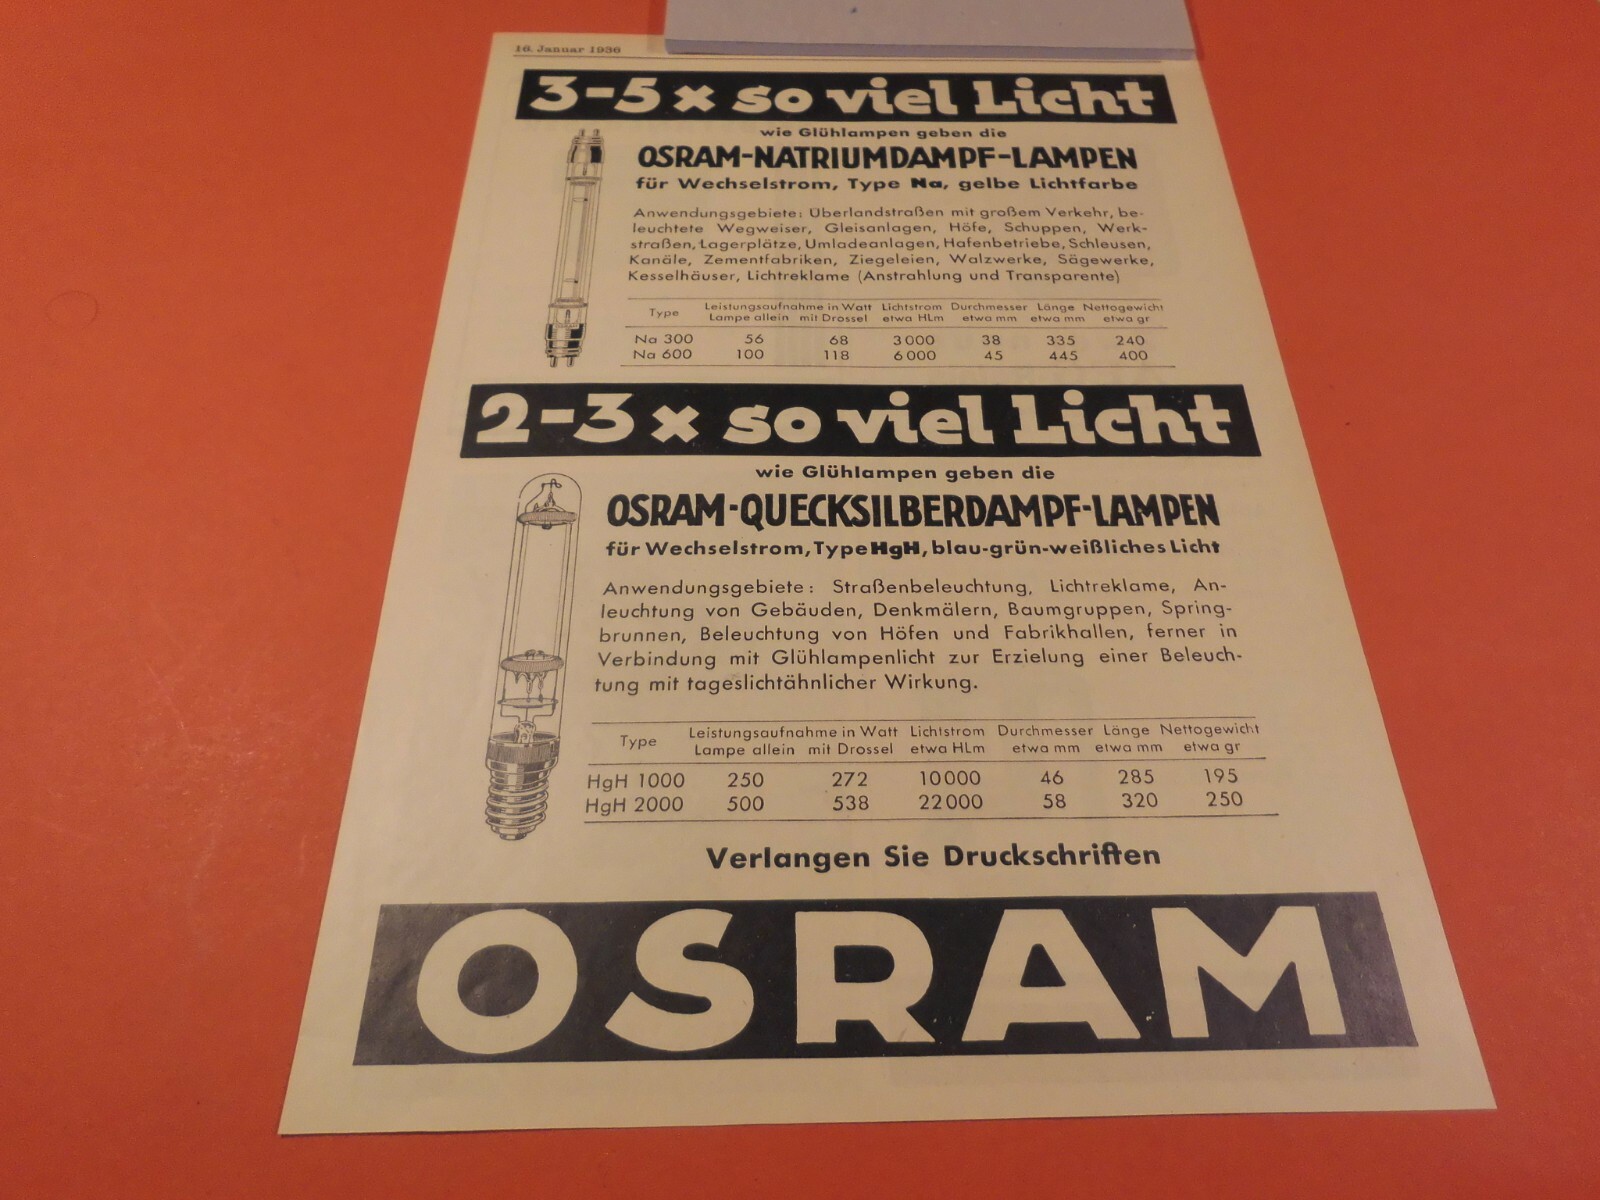 16. Januar 1936
3-5 x so viel Licht
wie Glühlampen geben die
OSRAM-NATRIUMDAMPF-LAMPEN
für Wechselstrom, Type Na, gelbe Lichtfarbe
Anwendungsgebiete: Überlandstraßen mit großem Verkehr, be-
leuchtete Wegweiser, Gleisanlagen, Höfe, Schuppen, Werk-
straßen, Lagerplätze, Umladeanlagen, Hafenbetriebe, Schleusen,
Kanäle, Zementfabriken, Ziegeleien, Walzwerke, Sägewerke,
Kesselhäuser, Lichtreklame (Anstrahlung und Transparente)
Type Leistungsaufnahme in Watt Lichtstrom Durchmesser Länge Nettogewicht
Lampe allein mit Drossel etwa HLm etwa mm etwa mm etwa gr
Na 300 56 68 3000 38 335 240
Na 600 100 118 6000 45 445 400
2-3 x so viel Licht
wie Glühlampen geben die
OSRAM-QUECKSILBERDAMPF-LAMPEN
für Wechselstrom, Type HgH, blau-grün-weißliches Licht
Anwendungsgebiete: Straßenbeleuchtung, Lichtreklame, An-
leuchtung von Gebäuden, Denkmälern, Baumgruppen, Spring-
brunnen, Beleuchtung von Höfen und Fabrikhallen, ferner in
Verbindung mit Glühlampenlicht zur Erzielung einer Beleuch-
tung mit tageslichtähnlicher Wirkung.
Type Leistungsaufnahme in Watt Lichtstrom Durchmesser Länge Nettogewicht
Lampe allein mit Drossel etwa HLm etwa mm etwa mm etwa gr
HgH 1000 250 272 10000 46 285 195
HgH 2000 500 538 22000 58 320 250
Verlangen Sie Druckschriften
OSRAM